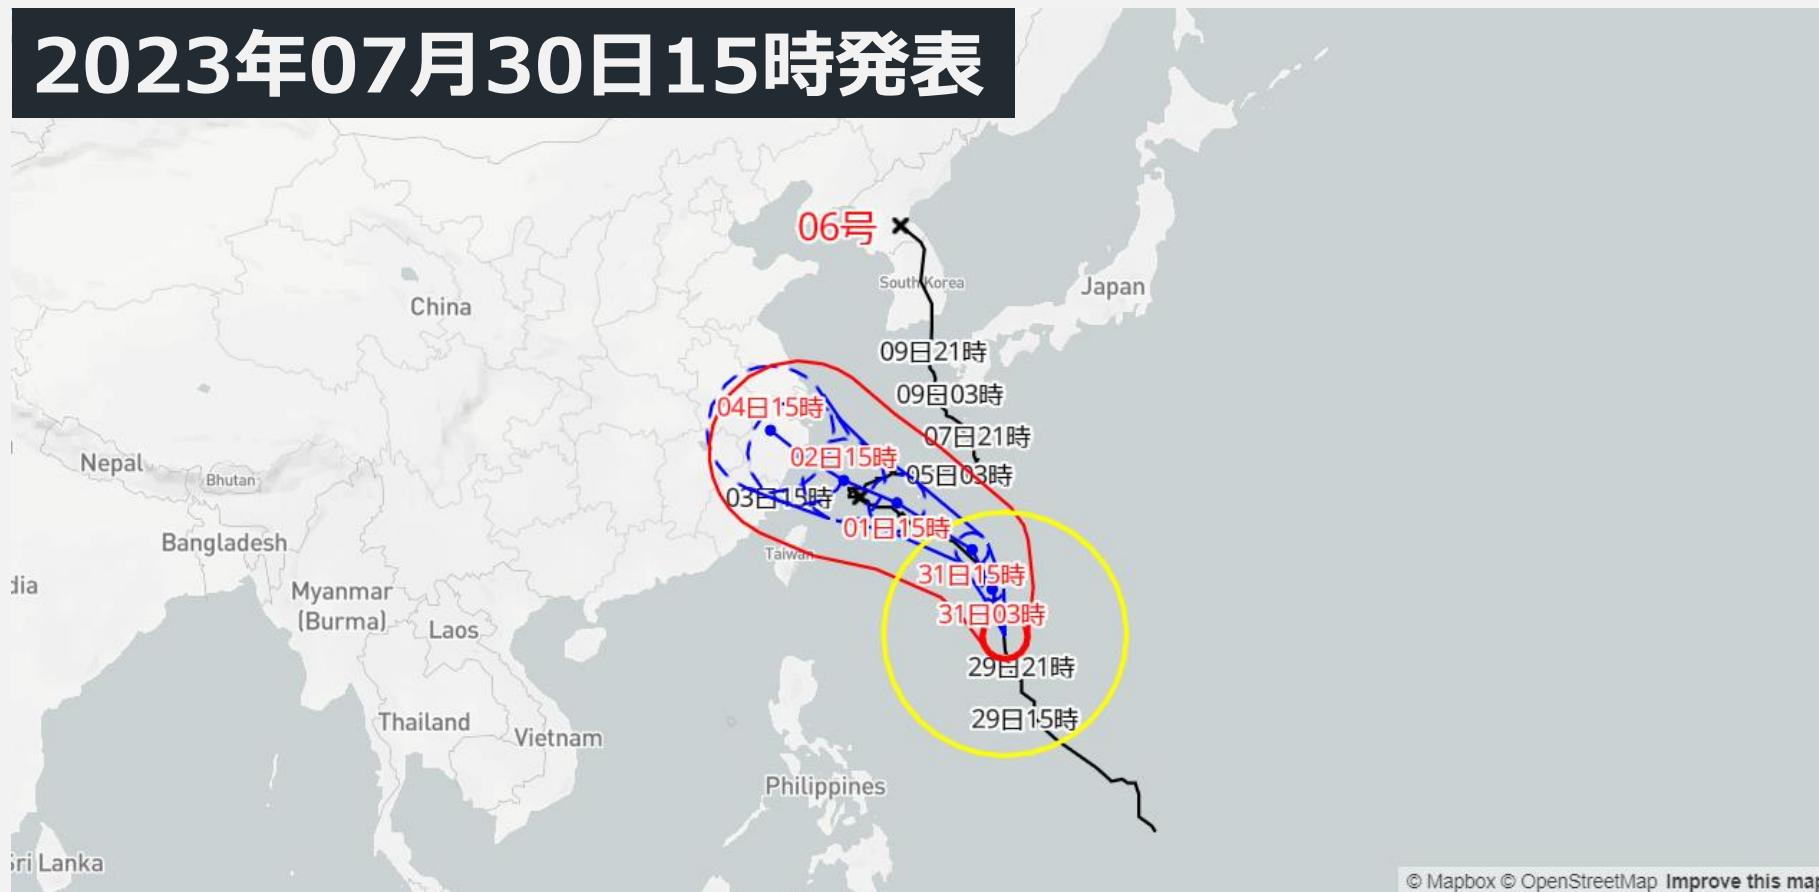 2023年07月30日15時発表
06号
South Korea
Japan
China
09日21時
09日03時
04日15時
07日21時
02日15時
Nepal
05日03時
Bhutan
03日15時
01日15時
Bangladesh
Taiwan
31日15時
dia
Myanmar
(Burma)
31日03時
Laos
29日21時
29日15時
Thailand
Vietnam
Philippines
Sri Lanka
© Mapbox © OpenStreetMap Improve this map